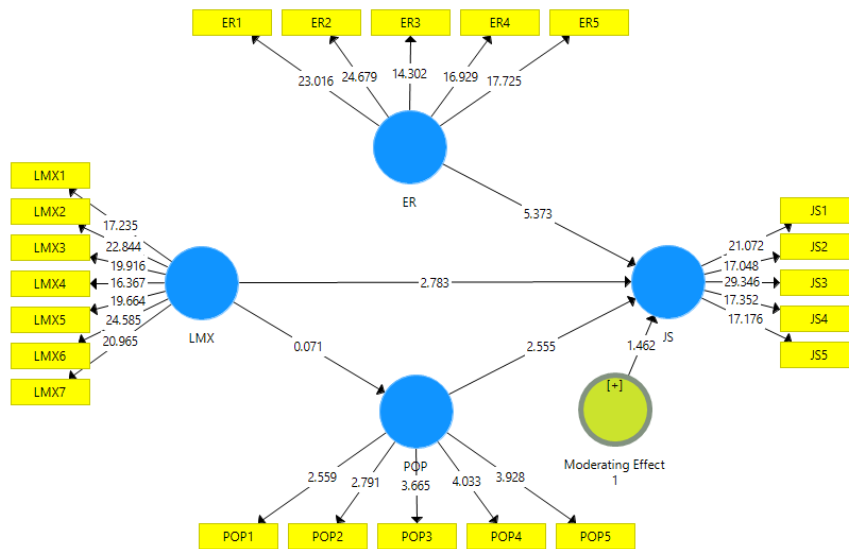 ER1 ER2 ER3 ER4 ER5
23.016 24.679 14.302 16.929 17.725
ER
LMX1
LMX2
LMX3
LMX4
LMX5
LMX6
LMX7
17.235
22.844
19.916
16.367
19.664
24.585
20.965
LMX
5.373
2.783
0.071
2.555
1.462
JS
JS1
JS2
JS3
JS4
JS5
21.072
17.048
29.346
17.352
17.176
[+]
Moderating Effect
1
POP
2.559 2.791 3.665 4.033 3.928
POP1 POP2 POP3 POP4 POP5